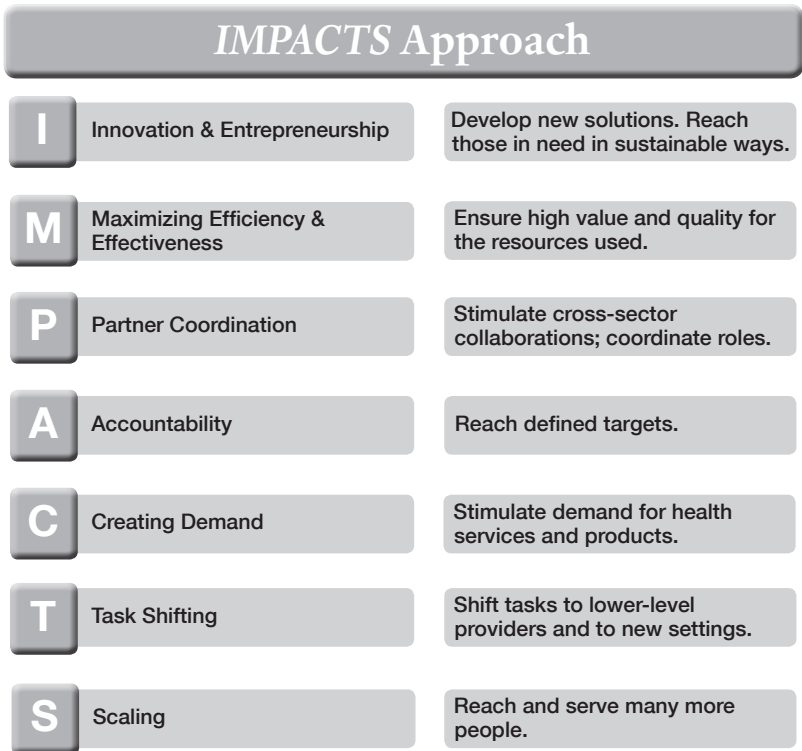 IMPACTS Approach
I
Innovation & Entrepreneurship
Develop new solutions. Reach
those in need in sustainable ways.
M
Maximizing Efficiency &
Effectiveness
Ensure high value and quality for
the resources used.
P
Partner Coordination
Stimulate cross-sector
collaborations; coordinate roles.
A
Accountability
Reach defined targets.
C
Creating Demand
Stimulate demand for health
services and products.
T
Task Shifting
Shift tasks to lower-level
providers and to new settings.
S
Scaling
Reach and serve many more
people.